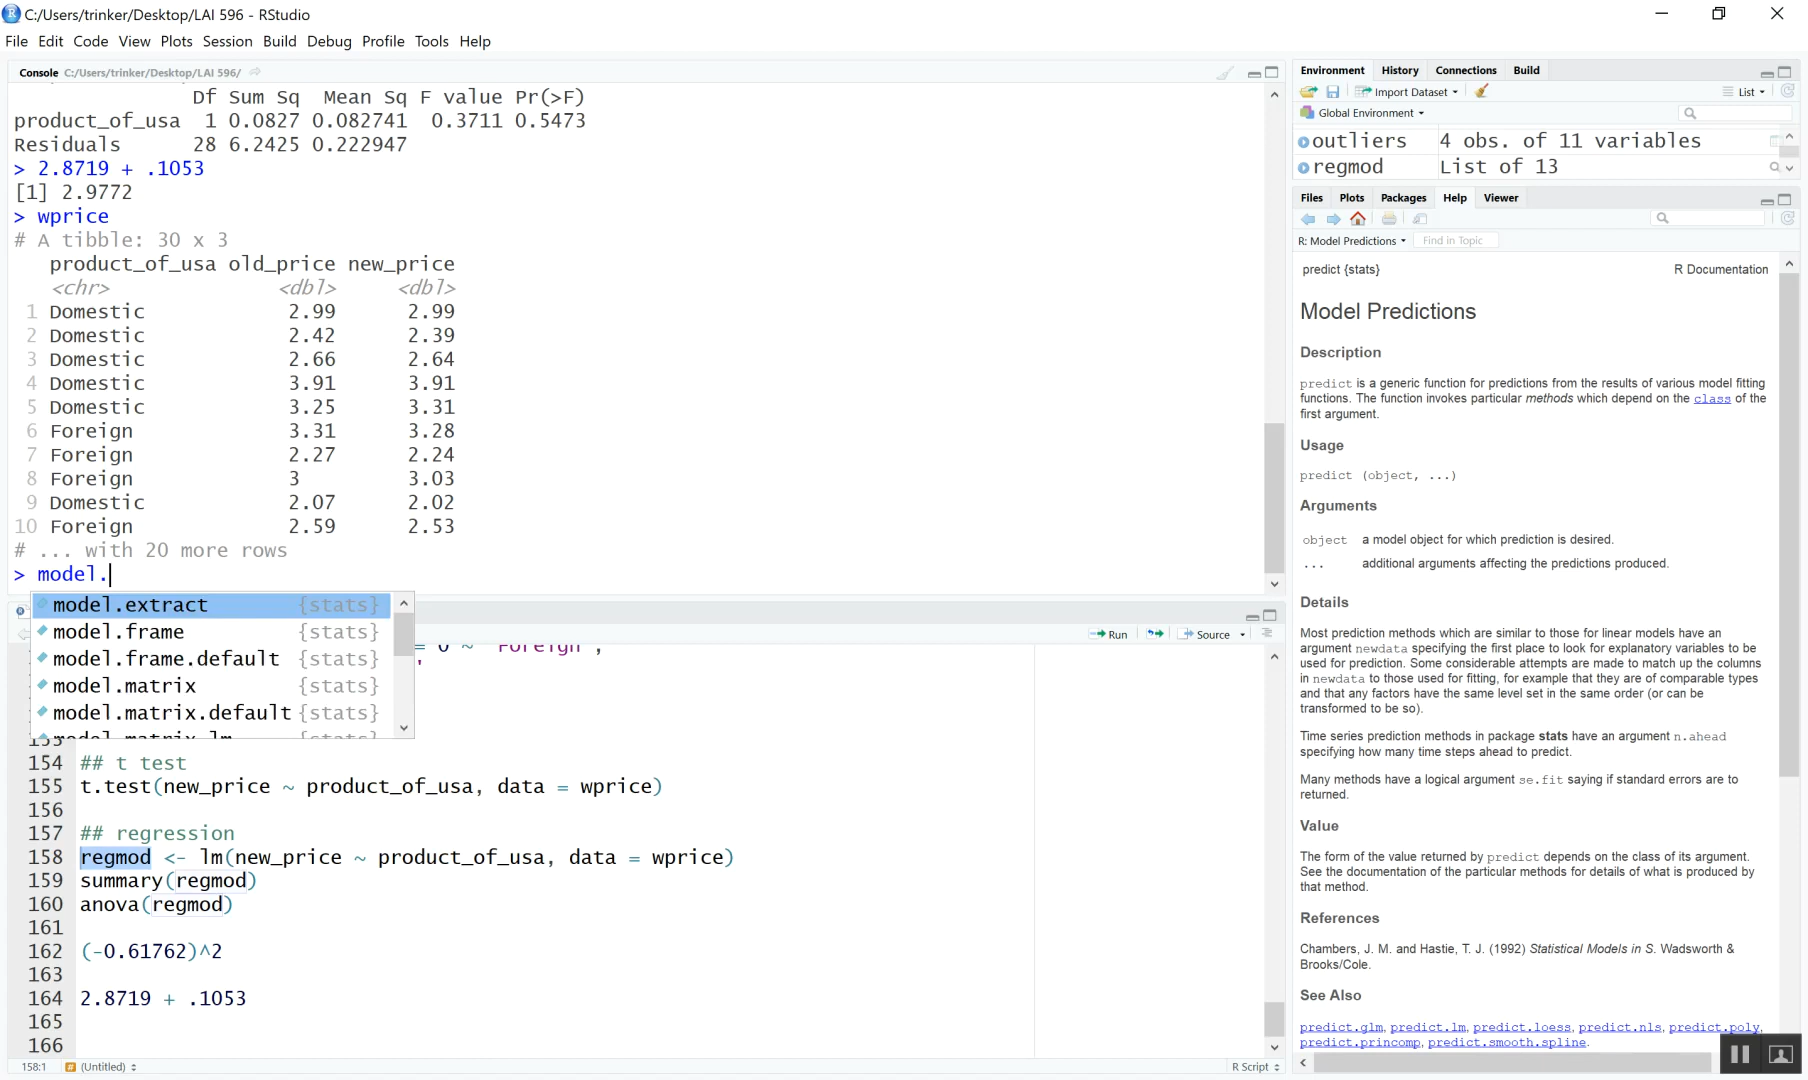 C:/Users/trinker/Desktop/LAI 596 - RStudio
File Edit Code View Plots Session Build Debug Profile Tools Help
Console C:/Users/trinker/Desktop/LAI 596/
Df Sum Sq Mean Sq F value Pr(>F)
product_of_usa 1 0.0827 0.082741 0.3711 0.5473
Residuals 28 6.2425 0.222947
> 2.8719 + .1053
[1] 2.9772
> wprice
# A tibble: 30 x 3
product_of_usa old_price new_price
<chr> <dbl> <dbl>
1 Domestic 2.99 2.99
2 Domestic 2.42 2.39
3 Domestic 2.66 2.64
4 Domestic 3.91 3.91
5 Domestic 3.25 3.31
6 Foreign 3.31 3.28
7 Foreign 2.27 2.24
8 Foreign 3 3.03
9 Domestic 2.07 2.02
10 Foreign 2.59 2.53
# ... with 20 more rows
> model.
model.extract {stats}
model.frame {stats}
model.frame.default {stats}
model.matrix {stats}
model.matrix.default {stats}
model.matrix.lm {stats}
Run Source
= 0 ~ "Foreign",
153
154 ## t test
155 t.test(new_price ~ product_of_usa, data = wprice)
156
157 ## regression
158 regmod <- lm(new_price ~ product_of_usa, data = wprice)
159 summary(regmod)
160 anova(regmod)
161
162 (-0.61762)^2
163
164 2.8719 + .1053
165
166
158:1 (Untitled) R Script
Environment History Connections Build
Import Dataset List
Global Environment
outliers 4 obs. of 11 variables
regmod List of 13
Files Plots Packages Help Viewer
R: Model Predictions Find in Topic
predict {stats} R Documentation
Model Predictions
Description
predict is a generic function for predictions from the results of various model fitting
functions. The function invokes particular methods which depend on the class of the
first argument.
Usage
predict (object, ...)
Arguments
object a model object for which prediction is desired.
... additional arguments affecting the predictions produced.
Details
Most prediction methods which are similar to those for linear models have an
argument newdata specifying the first place to look for explanatory variables to be
used for prediction. Some considerable attempts are made to match up the columns
in newdata to those used for fitting, for example that they are of comparable types
and that any factors have the same level set in the same order (or can be
transformed to be so).
Time series prediction methods in package stats have an argument n.ahead
specifying how many time steps ahead to predict.
Many methods have a logical argument se.fit saying if standard errors are to
returned.
Value
The form of the value returned by predict depends on the class of its argument.
See the documentation of the particular methods for details of what is produced by
that method.
References
Chambers, J. M. and Hastie, T. J. (1992) Statistical Models in S. Wadsworth &
Brooks/Cole.
See Also
predict.glm, predict.lm, predict.loess, predict.nls, predict.poly,
predict.princomp, predict.smooth.spline.